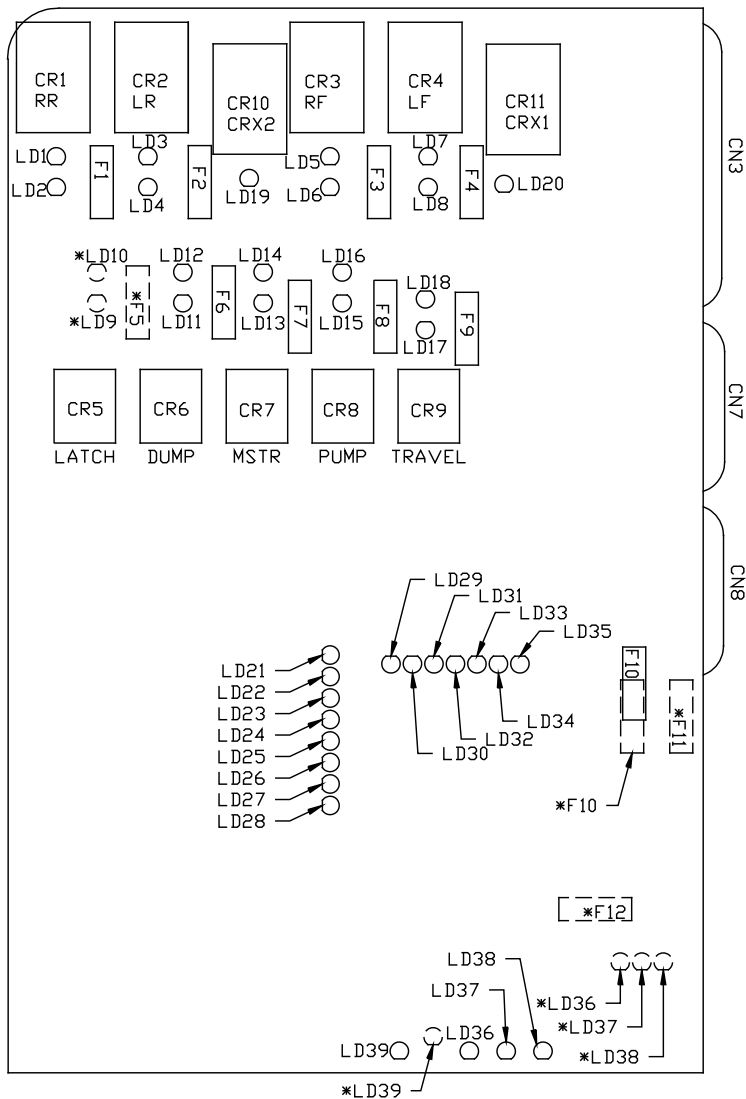 CR1
RR
CR2
LR
CR10
CRX2
CR3
RF
CR4
LF
CR11
CRX1
CN3
LD1
LD2
F1
LD3
LD4
F2
LD19
LD5
LD6
F3
LD7
LD8
F4
LD20
*LD10
*LD9
*F5
LD12
LD11
F6
LD14
LD13
F7
LD16
LD15
F8
LD18
LD17
F9
CN7
CR5
LATCH
CR6
DUMP
CR7
MSTR
CR8
PUMP
CR9
TRAVEL
CN8
LD29
LD31
LD33
LD35
LD21
LD22
LD23
LD24
LD25
LD26
LD27
LD28
LD34
LD32
LD30
F10
*F11
*F10
*F12
LD38
LD37
LD36
LD39
*LD39
*LD36
*LD37
*LD38